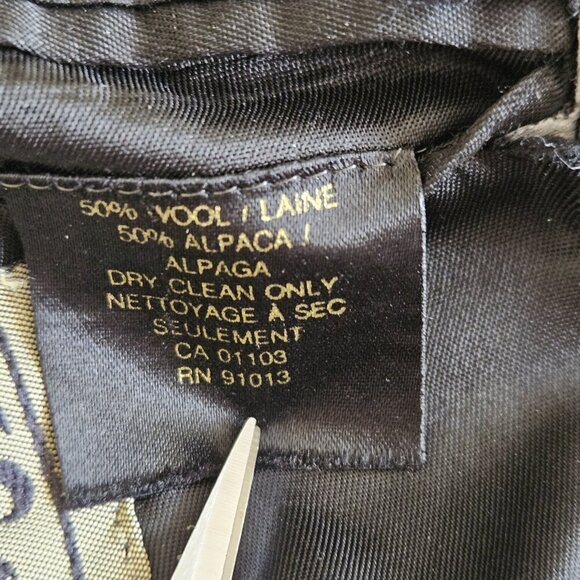 50% WOOL / LAINE
50% ALPACA /
ALPAGA
DRY CLEAN ONLY
NETTOYAGE À SEC
SEULEMENT
CA 01103
RN 91013